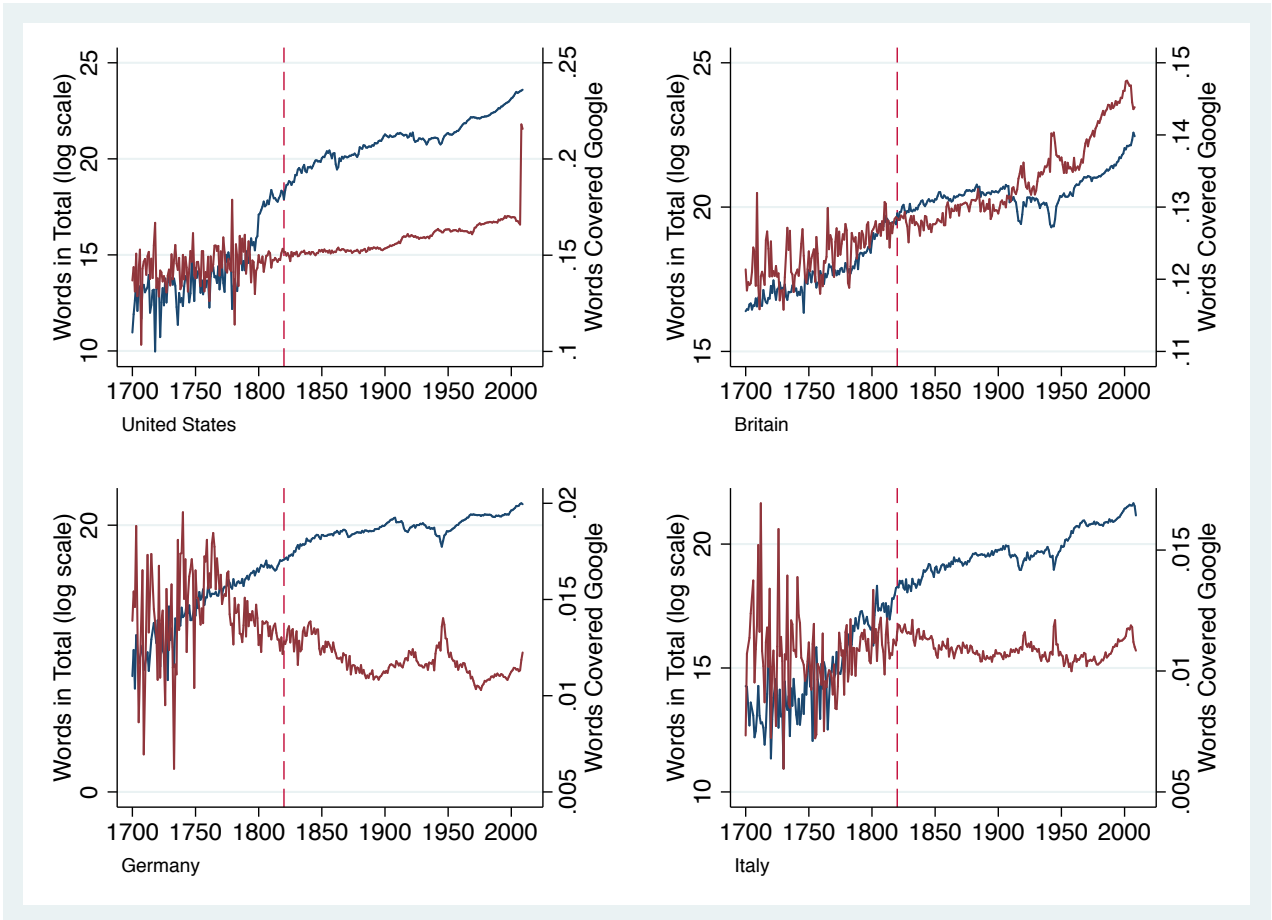 Words in Total (log scale)
10 15 20 25
.1 .15 .2 .25
Words Covered Google
1700 1750 1800 1850 1900 1950 2000
United States
Words in Total (log scale)
15 20 25
.11 .12 .13 .14 .15
Words Covered Google
1700 1750 1800 1850 1900 1950 2000
Britain
Words in Total (log scale)
0 20
.005 .01 .015 .02
Words Covered Google
1700 1750 1800 1850 1900 1950 2000
Germany
Words in Total (log scale)
10 15 20
.005 .01 .015
Words Covered Google
1700 1750 1800 1850 1900 1950 2000
Italy